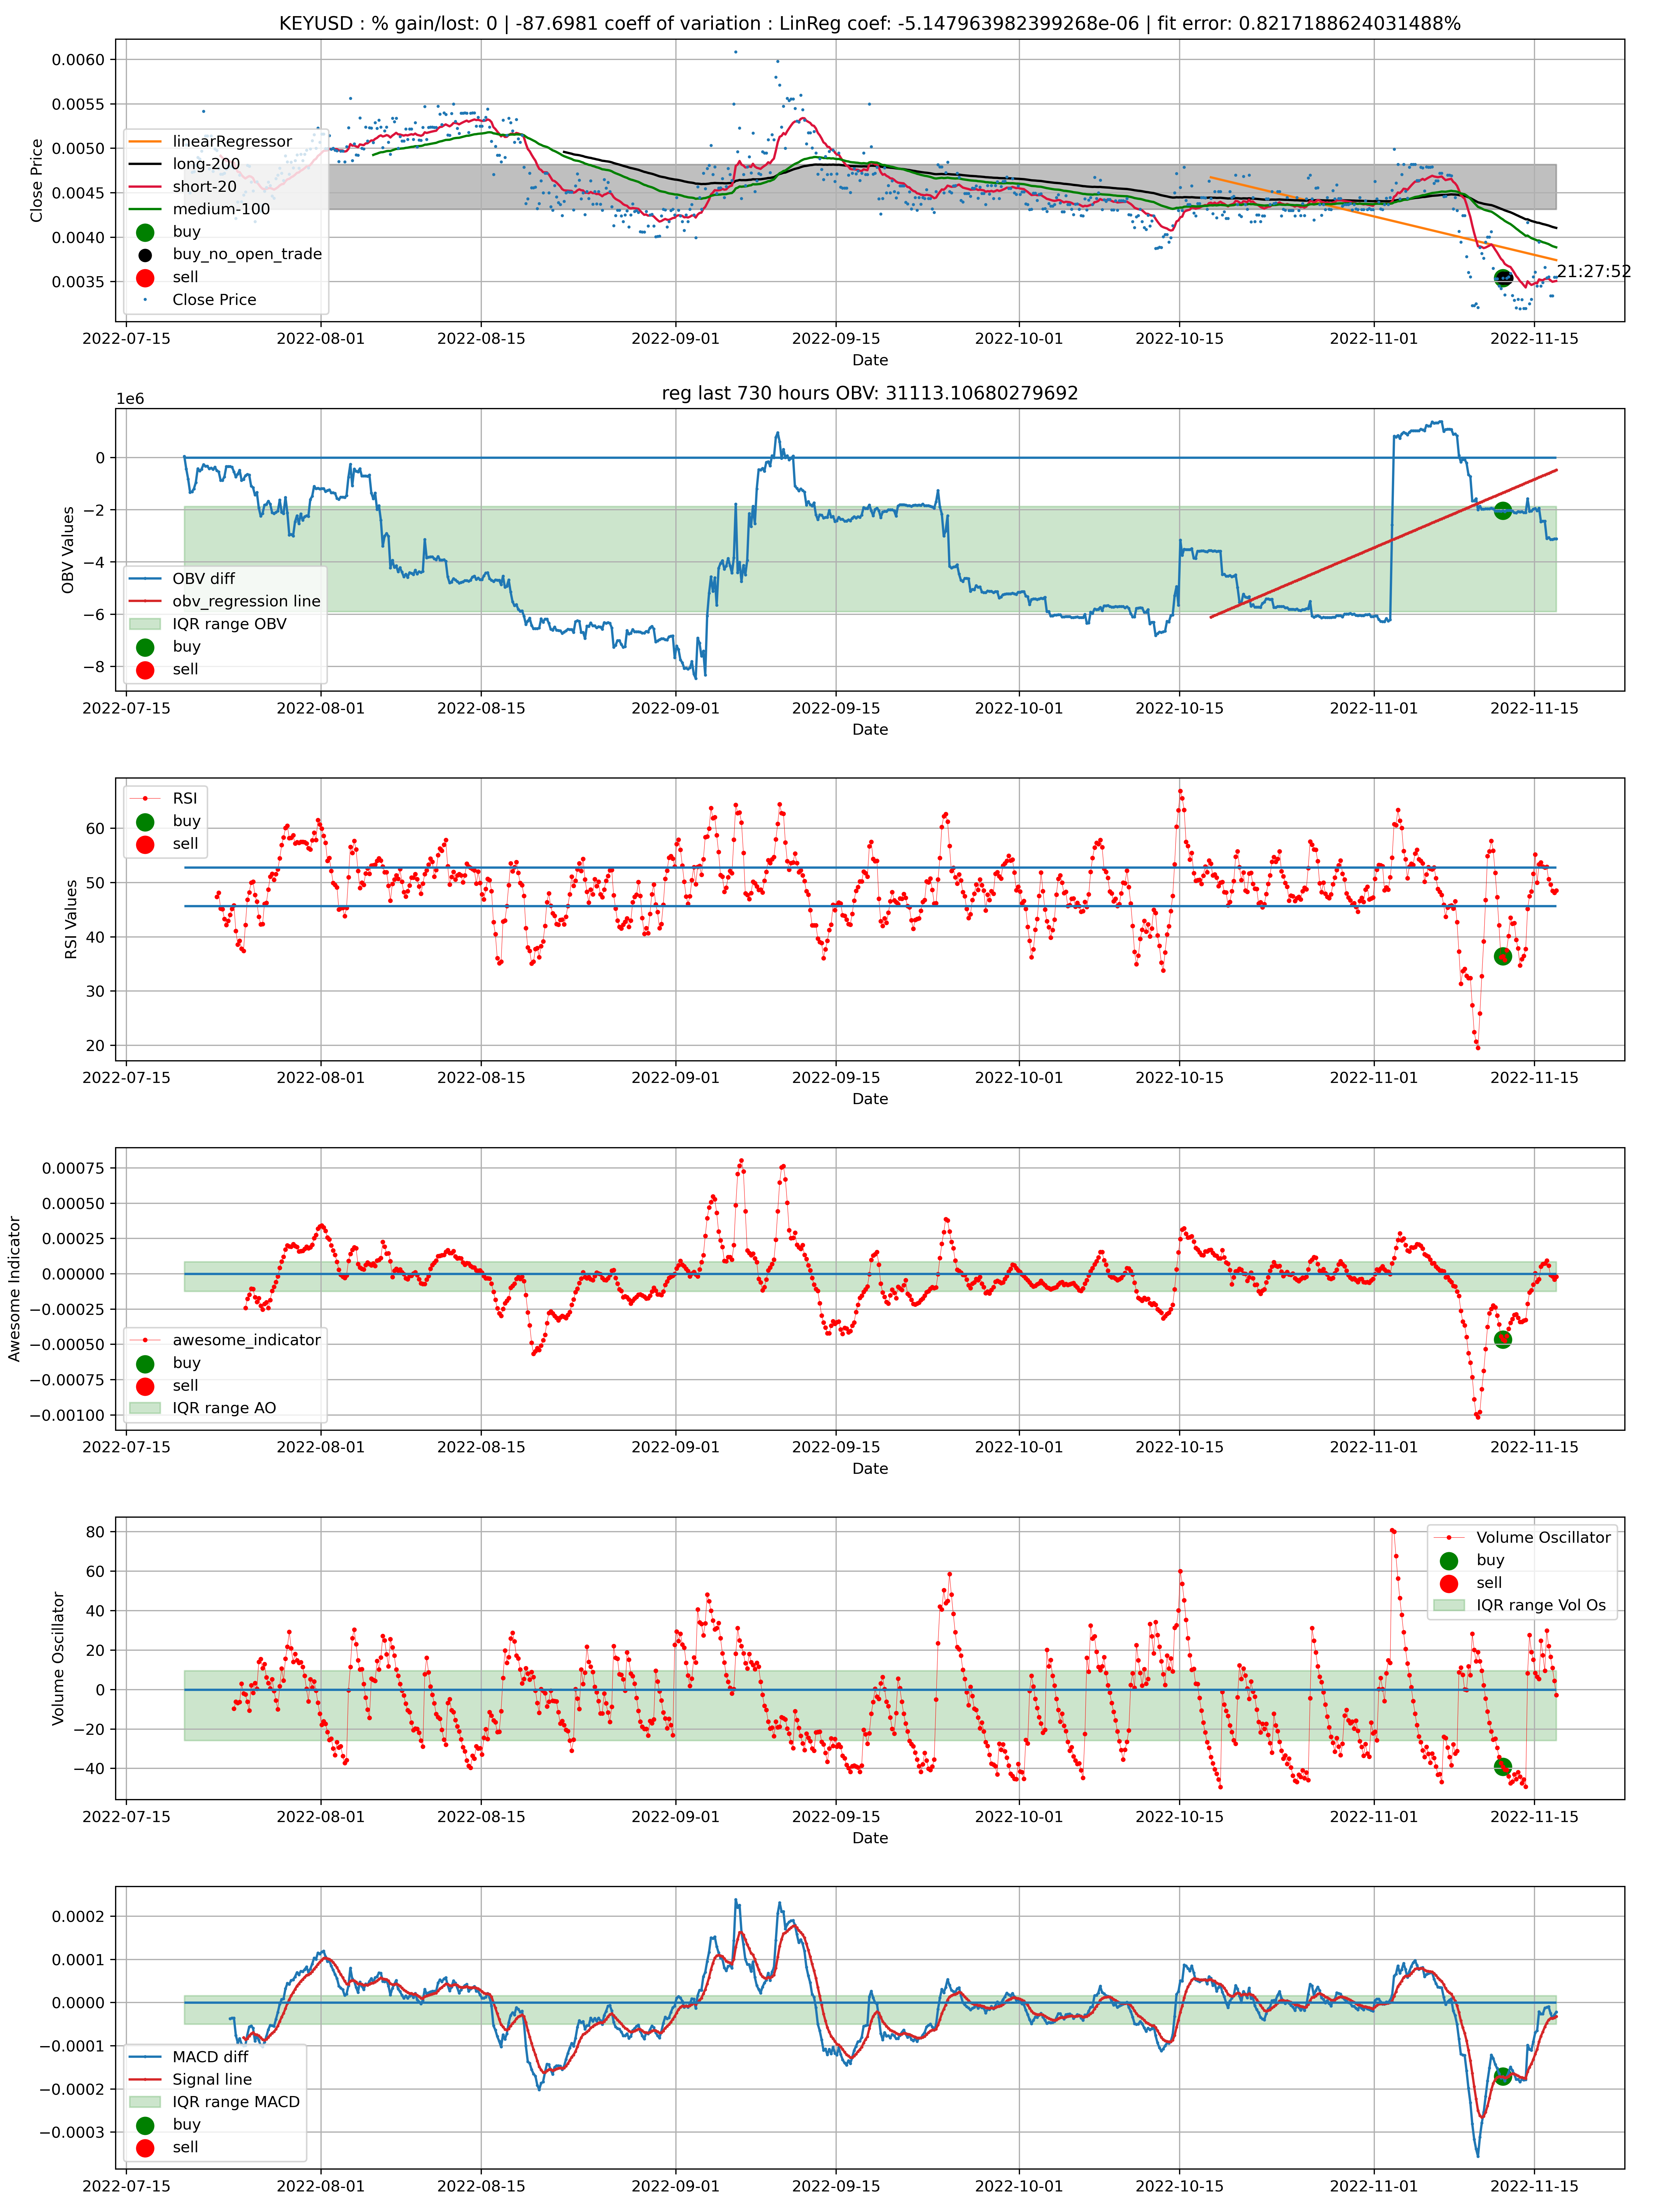 KEYUSD : % gain/lost: 0 | -87.6981 coeff of variation : LinReg coef: -5.147963982399268e-06 | fit error: 0.8217188624031488%
0.0060
0.0055
0.0050
0.0045
0.0040
0.0035
Close Price
linearRegressor
long-200
short-20
medium-100
buy
buy_no_open_trade
sell
Close Price
21:27:52
2022-07-15 2022-08-01 2022-08-15 2022-09-01 2022-09-15 2022-10-01 2022-10-15 2022-11-01 2022-11-15
Date
reg last 730 hours OBV: 31113.10680279692
1e6
0
−2
−4
−6
−8
OBV Values
OBV diff
obv_regression line
IQR range OBV
buy
sell
2022-07-15 2022-08-01 2022-08-15 2022-09-01 2022-09-15 2022-10-01 2022-10-15 2022-11-01 2022-11-15
Date
RSI
buy
sell
60
50
40
30
20
RSI Values
2022-07-15 2022-08-01 2022-08-15 2022-09-01 2022-09-15 2022-10-01 2022-10-15 2022-11-01 2022-11-15
Date
0.00075
0.00050
0.00025
0.00000
−0.00025
−0.00050
−0.00075
−0.00100
Awesome Indicator
awesome_indicator
buy
sell
IQR range AO
2022-07-15 2022-08-01 2022-08-15 2022-09-01 2022-09-15 2022-10-01 2022-10-15 2022-11-01 2022-11-15
Date
80
60
40
20
0
−20
−40
Volume Oscillator
Volume Oscillator
buy
sell
IQR range Vol Os
2022-07-15 2022-08-01 2022-08-15 2022-09-01 2022-09-15 2022-10-01 2022-10-15 2022-11-01 2022-11-15
Date
0.0002
0.0001
0.0000
−0.0001
−0.0002
−0.0003
MACD diff
Signal line
IQR range MACD
buy
sell
2022-07-15 2022-08-01 2022-08-15 2022-09-01 2022-09-15 2022-10-01 2022-10-15 2022-11-01 2022-11-15